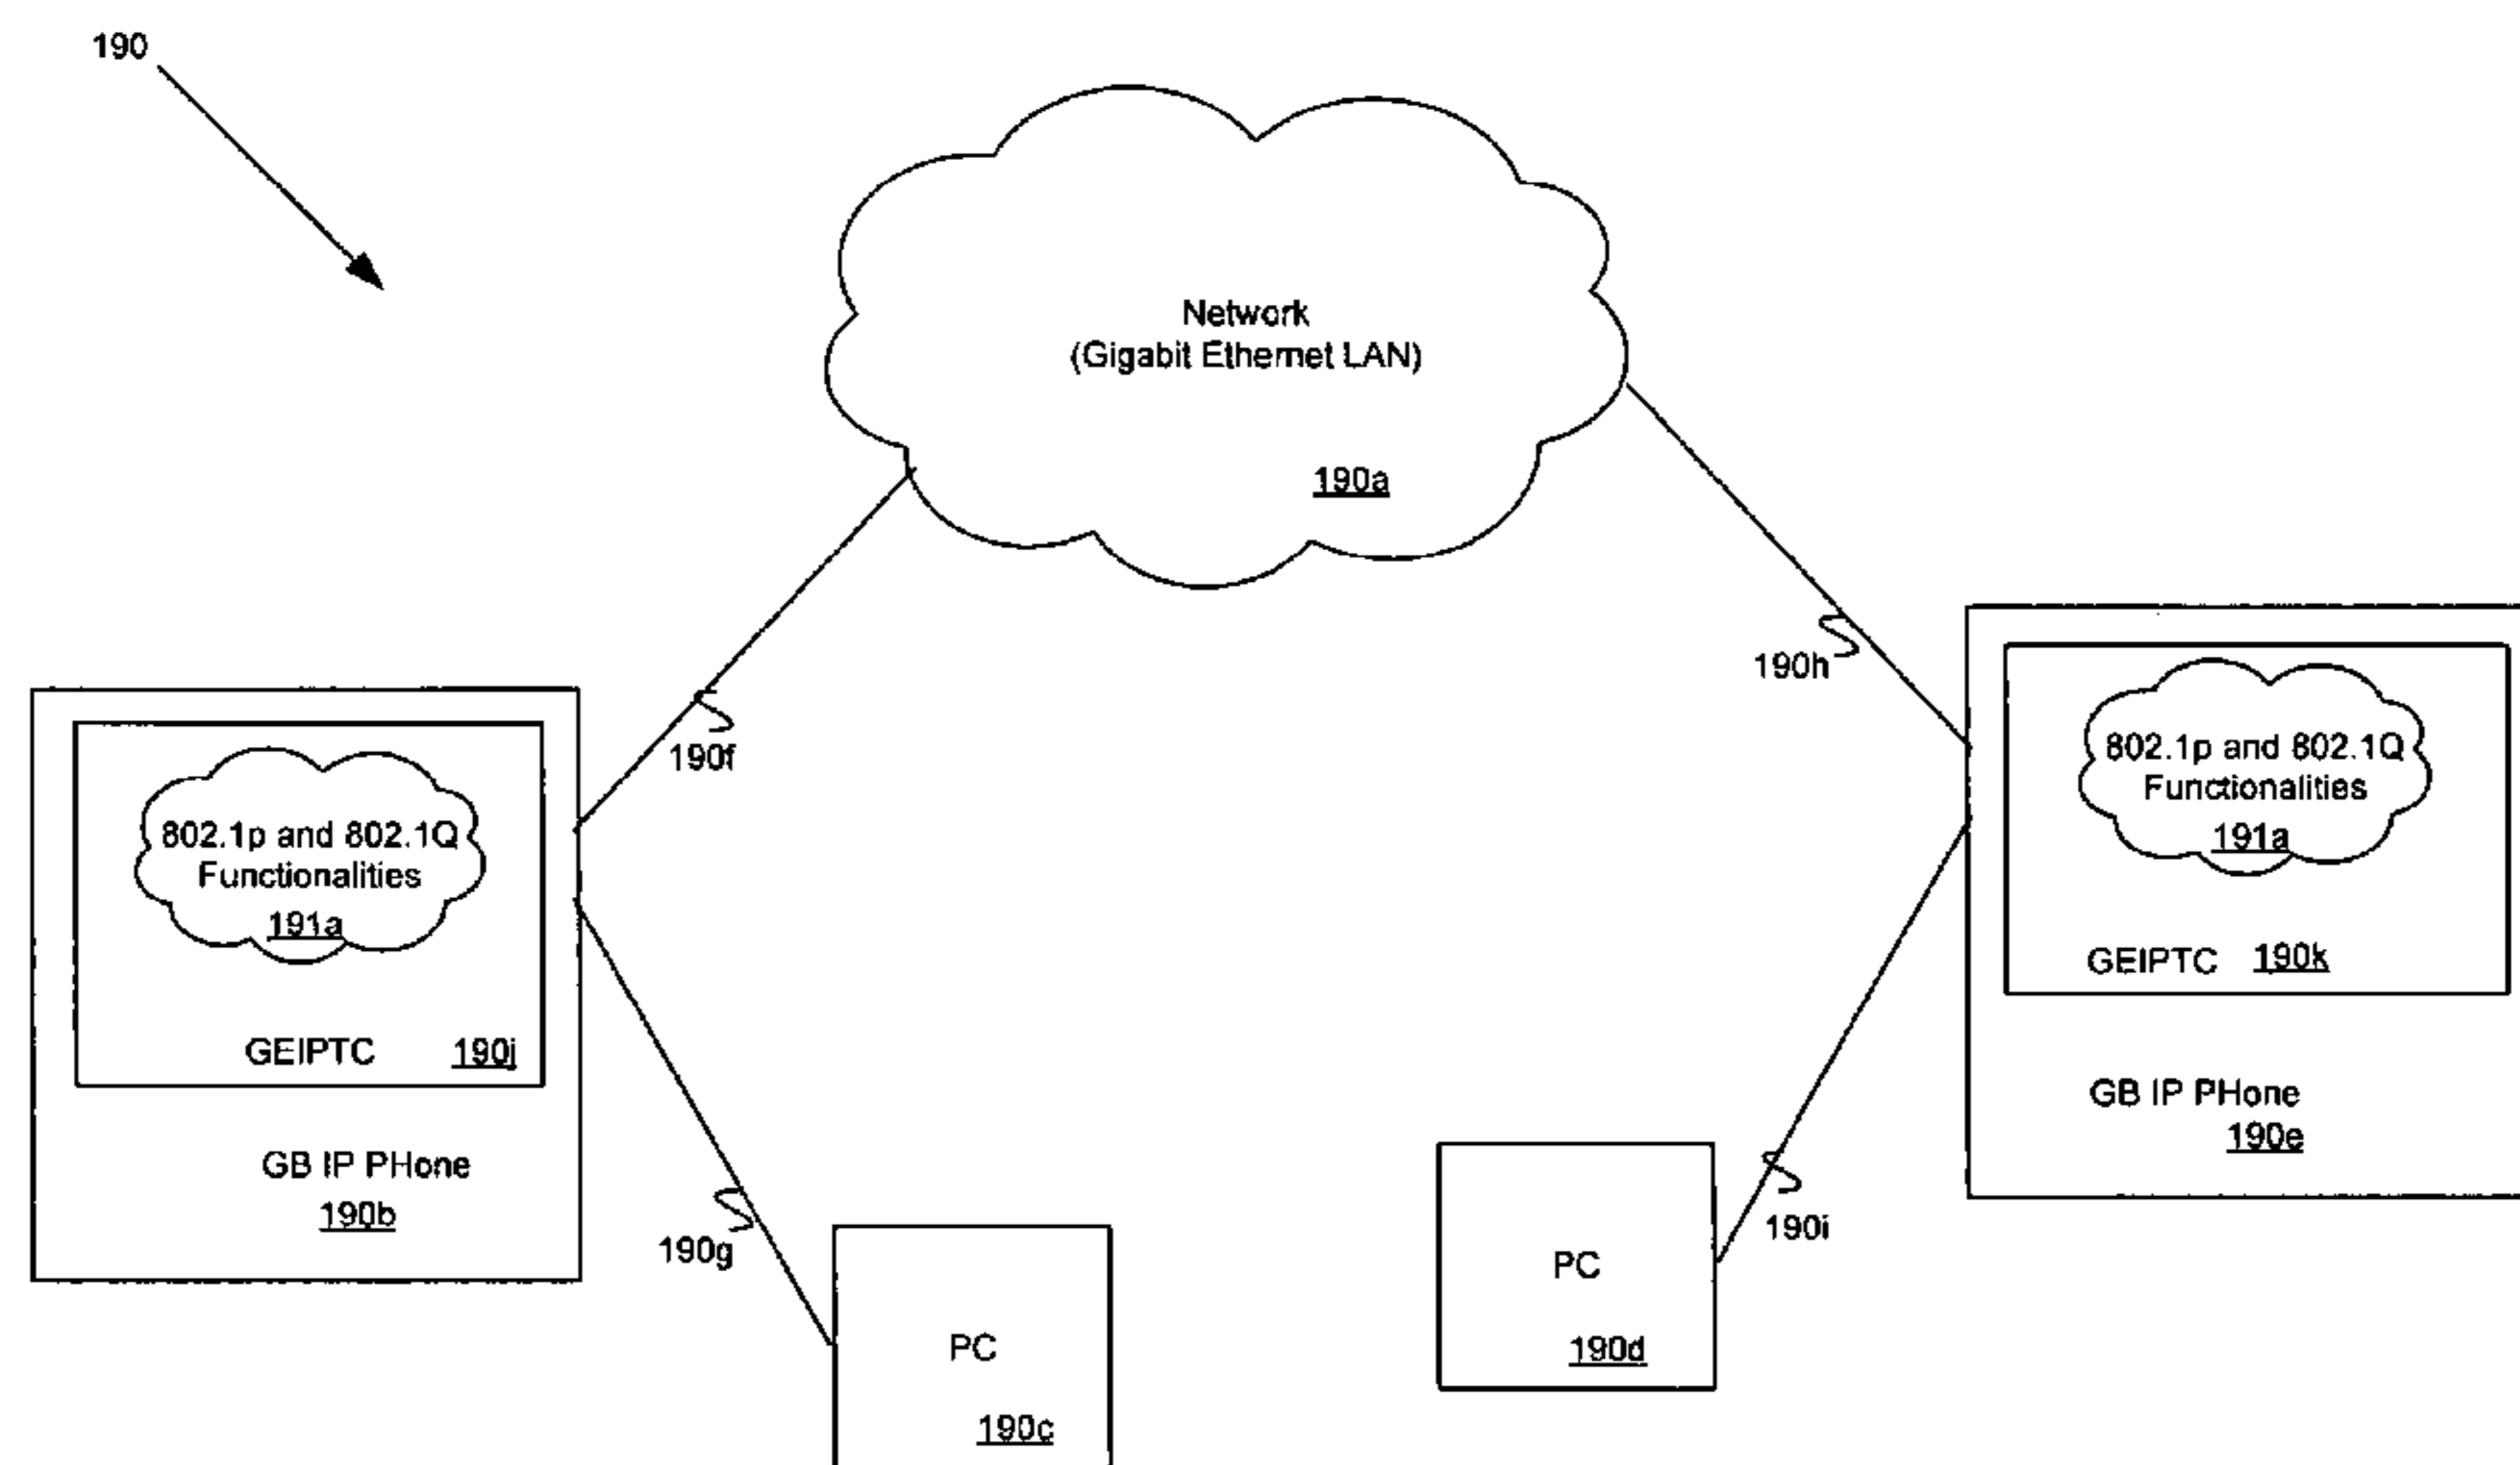 190
Network
(Gigabit Ethernet LAN)
190a
190f
190h
802.1p and 802.1Q
Functionalities
191a
GEIPTC 190j
GB IP PHone
190b
802.1p and 802.1Q
Functionalities
191a
GEIPTC 190k
GB IP PHone
190e
190g
PC
190c
190i
PC
190d